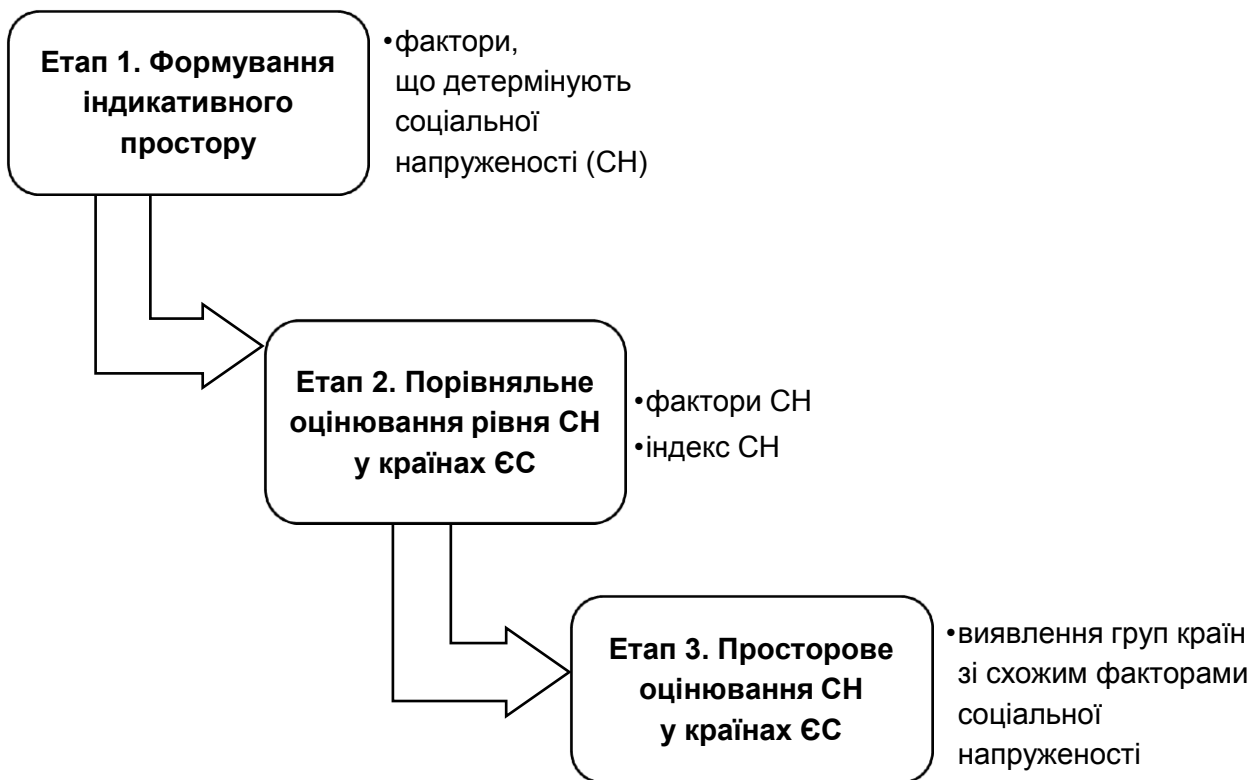 Етап 1. Формування
індикативного
простору
•фактори,
що детермінують
соціальної
напруженості (СН)
Етап 2. Порівняльне
оцінювання рівня СН
у країнах ЄС
•фактори СН
•індекс СН
Етап 3. Просторове
оцінювання СН
у країнах ЄС
•виявлення груп країн
зі схожим факторами
соціальної
напруженості